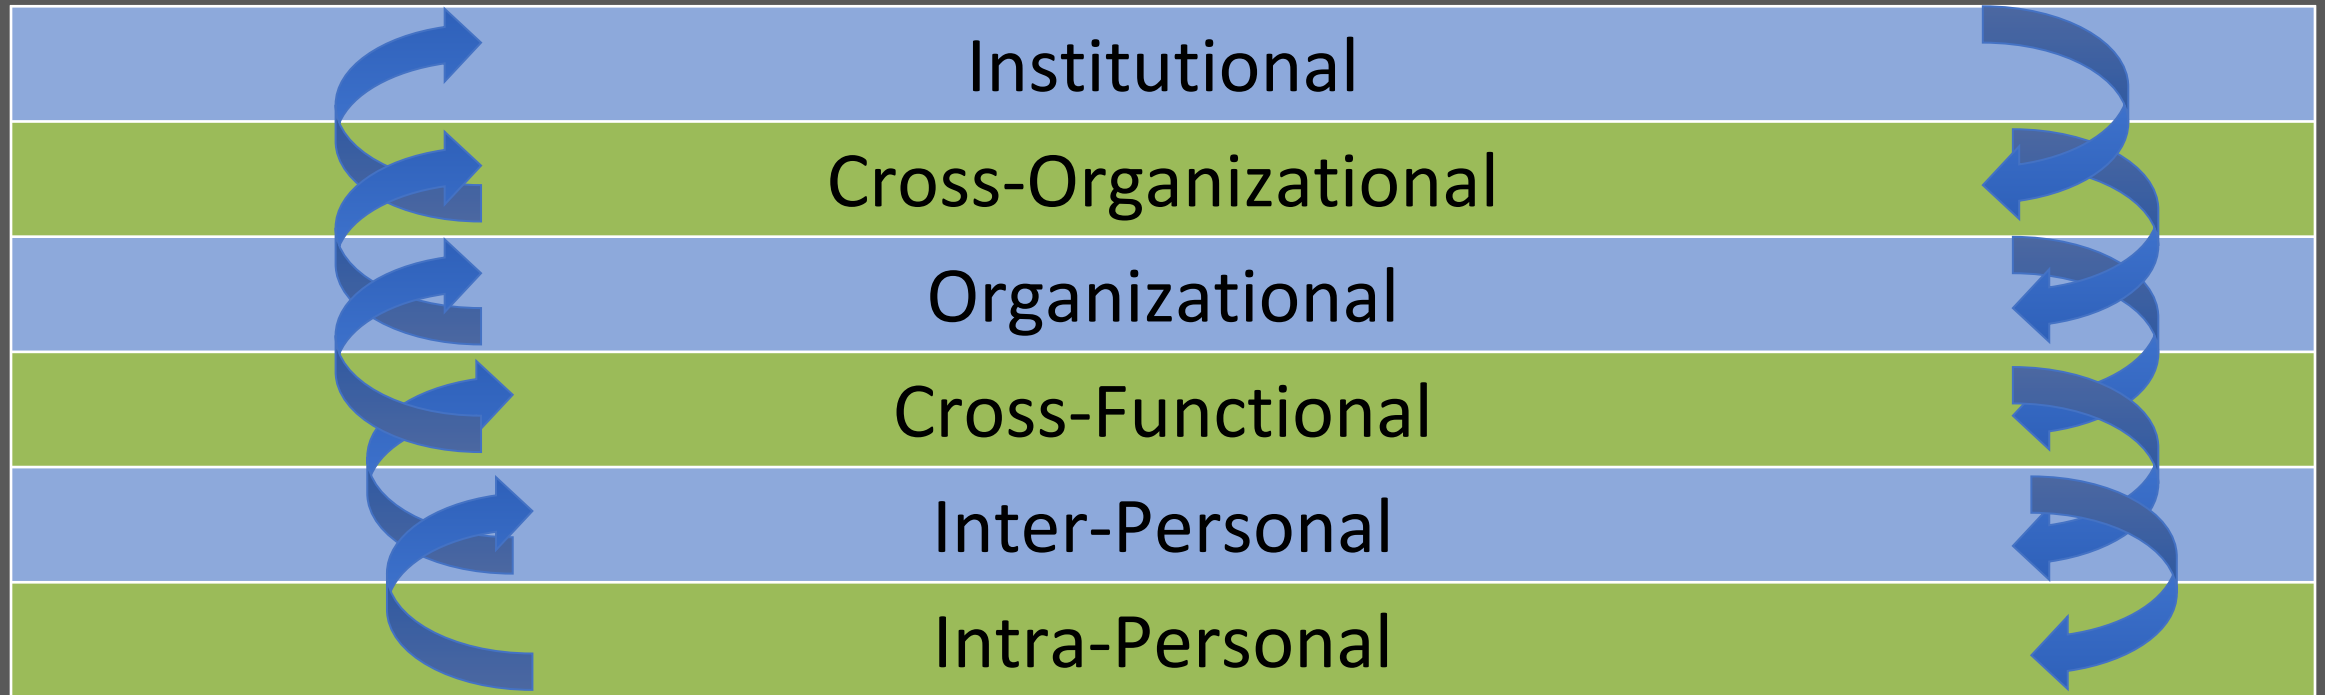 Institutional
Cross-Organizational
Organizational
Cross-Functional
Inter-Personal
Intra-Personal